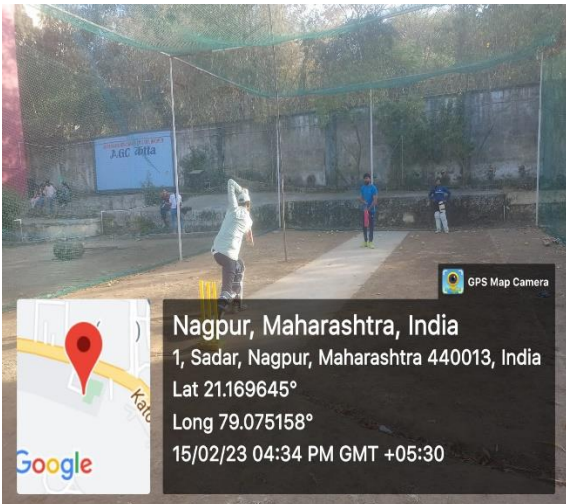 AGC
GPS Map Camera
Nagpur, Maharashtra, India
1, Sadar, Nagpur, Maharashtra 440013, India
Lat 21.169645°
Long 79.075158°
15/02/23 04:34 PM GMT +05:30
Google